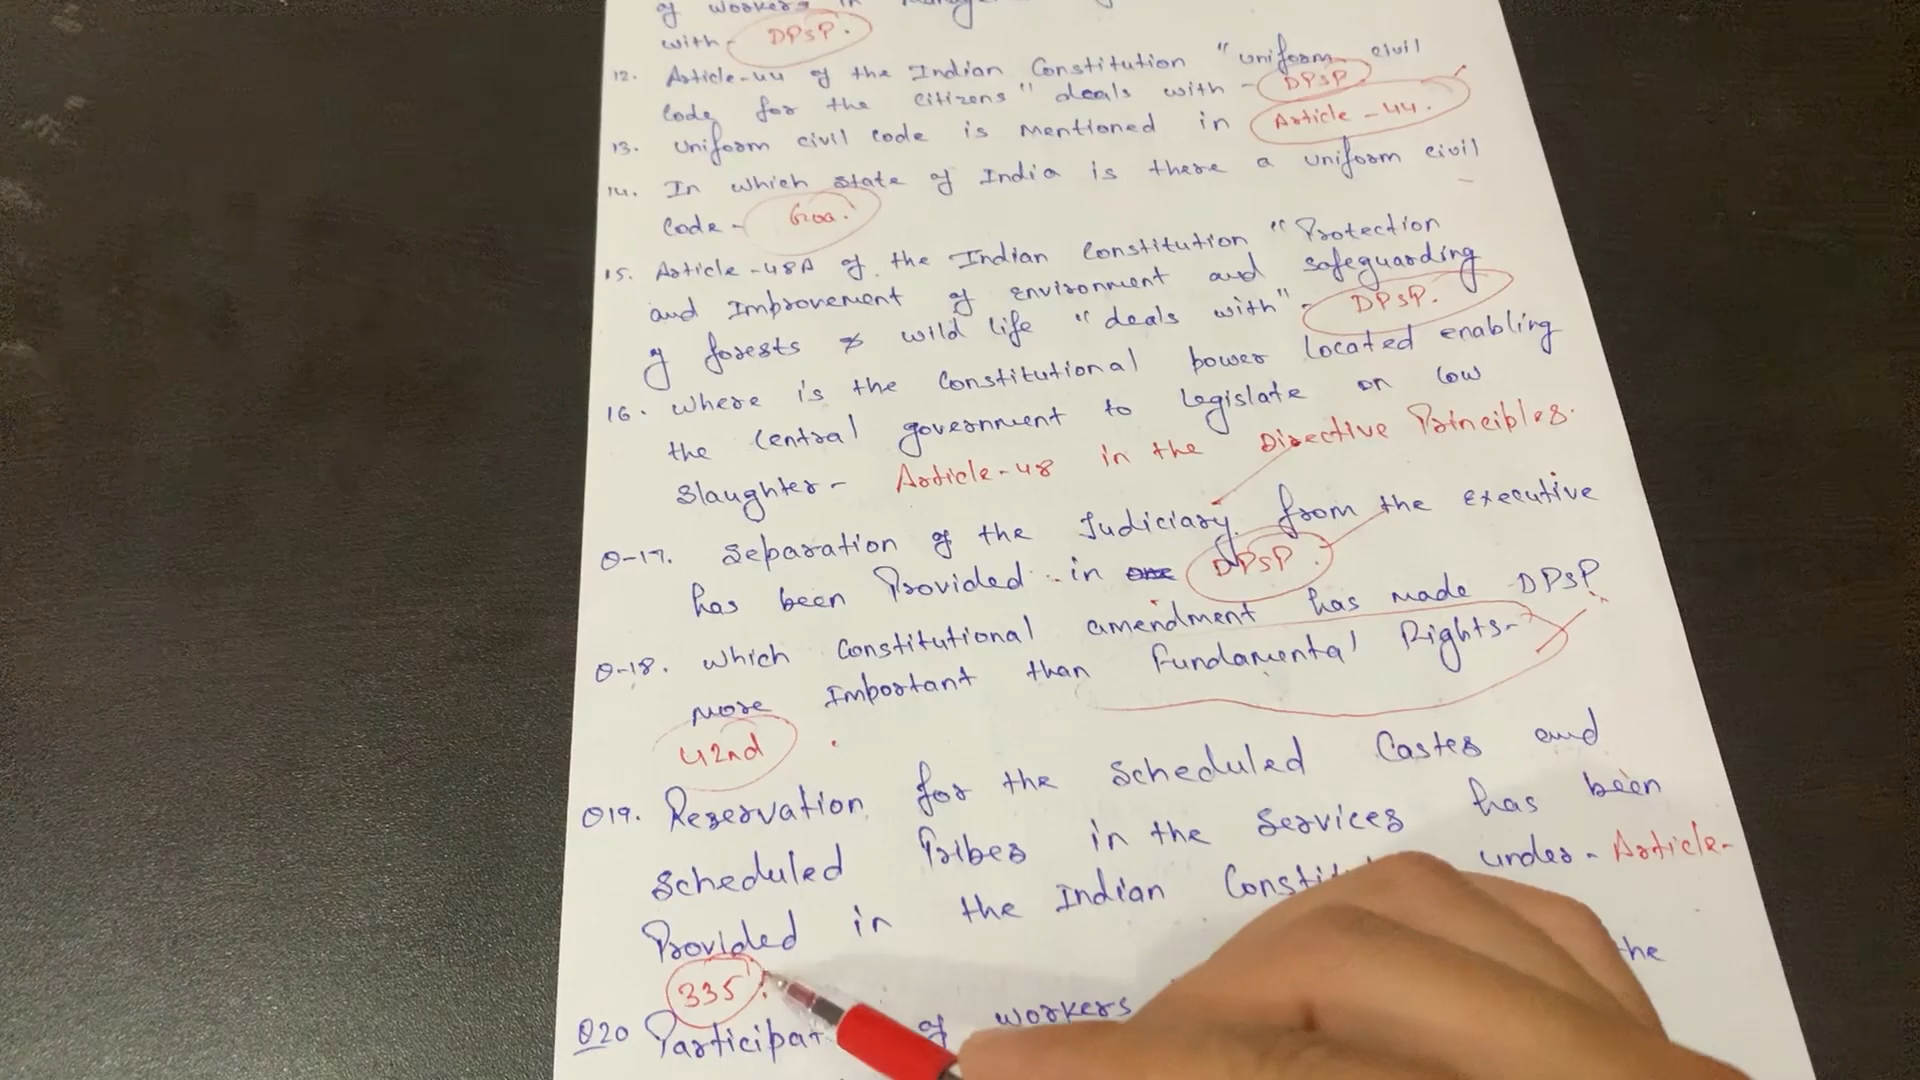 of workers in
with- DPSP.
12. Article-44 of the Indian Constitution "uniform civil
Code for the citizens" deals with - DPSP
13. Uniform civil code is mentioned in Article - 44.
14. In which state of India is there a uniform civil
Code - Goa.
15. Article-48A of the Indian Constitution "Protection
and Improvement of environment and safeguarding
of forests & wild life "deals with" - DPSP.
16. Where is the Constitutional power located enabling
the Central government to Legislate on Cow
Slaughter - Article-48 in the Directive Principles.
Q-17. Separation of the Judiciary from the executive
has been Provided in DPSP.
Q-18. Which Constitutional amendment has made DPSP
more Important than Fundamental Rights-
42nd
Q19. Reservation for the Scheduled Castes and
Scheduled Tribes in the Services has been
Provided in the Indian under - Article-
335. the
Q20 of workers